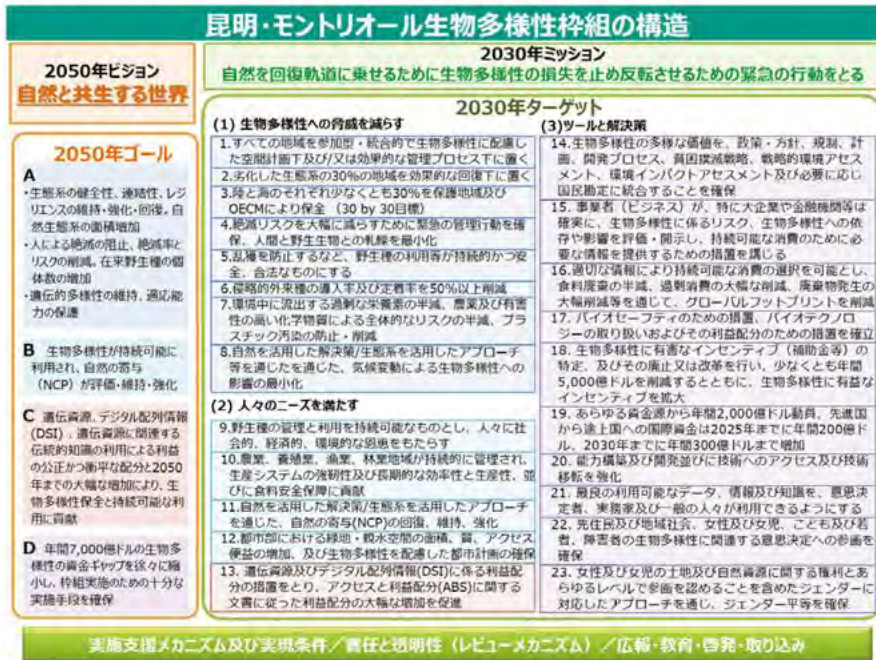 昆明・モントリオール生物多様性枠組の構造
2050年ビジョン
自然と共生する世界
2030年ミッション
自然を回復軌道に乗せるために生物多様性の損失を止め反転させるための緊急の行動をとる
2050年ゴール
A
・生態系の健全性、連結性、レジ
リエンスの維持・強化・回復。自
然生態系の面積増加
・人による絶滅の阻止、絶滅率と
リスクの削減。在来野生種の個
体数の増加
・遺伝的多様性の維持、適応能
力の保護
B 生物多様性が持続可能に
利用され、自然の寄与
(NCP)が評価・維持・強化
C 遺伝資源、デジタル配列情報
(DSI)、遺伝資源に関連する
伝統的知識の利用による利益
の公正かつ衡平な配分と2050
年までの大幅な増加により、生
物多様性保全と持続可能な利
用に貢献
D 年間7,000億ドルの生物多
様性の資金ギャップを徐々に縮
小し、枠組実施のための十分な
実施手段を確保
2030年ターゲット
(1) 生物多様性への脅威を減らす
1.すべての地域を参加型・統合的で生物多様性に配慮し
た空間計画下及び/又は効果的な管理プロセス下に置く
2.劣化した生態系の30%の地域を効果的な回復下に置く
3.陸と海のそれぞれ少なくとも30%を保護地域及び
OECMにより保全 (30 by 30目標)
4.絶滅リスクを大幅に減らすために緊急の管理行動を確
保、人間と野生生物との軋轢を最小化
5.乱獲を防止するなど、野生種の利用等が持続的かつ安
全、合法なものにする
6.侵略的外来種の導入率及び定着率を50%以上削減
7.環境中に流出する過剰な栄養素の半減、農薬及び有害
性の高い化学物質による全体的なリスクの半減、プラ
スチック汚染の防止・削減
8.自然を活用した解決策/生態系を活用したアプローチ
等を通じたを通じた、気候変動による生物多様性への
影響の最小化
(2) 人々のニーズを満たす
9.野生種の管理と利用を持続可能なものとし、人々に社
会的、経済的、環境的な恩恵をもたらす
10.農業、養殖業、漁業、林業地域が持続的に管理され、
生産システムの強靭性及び長期的な効率性と生産性、並
びに食料安全保障に貢献
11.自然を活用した解決策/生態系を活用したアプローチ
を通じた、自然の寄与(NCP)の回復、維持、強化
12.都市部における緑地・親水空間の面積、質、アクセス、
便益の増加、及び生物多様性を配慮した都市計画の確保
13. 遺伝資源及びデジタル配列情報(DSI)に係る利益配
分の措置をとり、アクセスと利益配分(ABS)に関する
文書に従った利益配分の大幅な増加を促進
(3)ツールと解決策
14.生物多様性の多様な価値を、政策・方針、規制、計
画、開発プロセス、貧困撲滅戦略、戦略的環境アセス
メント、環境インパクトアセスメント及び必要に応じ
国民勘定に統合することを確保
15. 事業者(ビジネス)が、特に大企業や金融機関等は
確実に、生物多様性に係るリスク、生物多様性への依
存や影響を評価・開示し、持続可能な消費のために必
要な情報を提供するための措置を講じる
16.適切な情報により持続可能な消費の選択を可能とし、
食料廃棄の半減、過剰消費の大幅な削減、廃棄物発生の
大幅削減等を通じて、グローバルフットプリントを削減
17. バイオセーフティのための措置、バイオテクノロ
ジーの取り扱いおよびその利益配分のための措置を確立
18. 生物多様性に有害なインセンティブ(補助金等)の
特定、及びその廃止又は改革を行い、少なくとも年間
5,000億ドルを削減するとともに、生物多様性に有益な
インセンティブを拡大
19. あらゆる資金源から年間2,000億ドル動員、先進国
から途上国への国際資金は2025年までに年間200億ド
ル、2030年までに年間300億ドルまで増加
20. 能力構築及び開発並びに技術へのアクセス及び技術
移転を強化
21. 最良の利用可能なデータ、情報及び知識を、意思決
定者、実務家及び一般の人々が利用できるようにする
22. 先住民及び地域社会、女性及び女児、こども及び若
者、障害者の生物多様性に関連する意思決定への参画を
確保
23. 女性及び女児の土地及び自然資源に関する権利とあ
らゆるレベルで参画を認めることを含めたジェンダーに
対応したアプローチを通じ、ジェンダー平等を確保
実施支援メカニズム及び実現条件/責任と透明性(レビューメカニズム)/広報・教育・啓発・取り込み